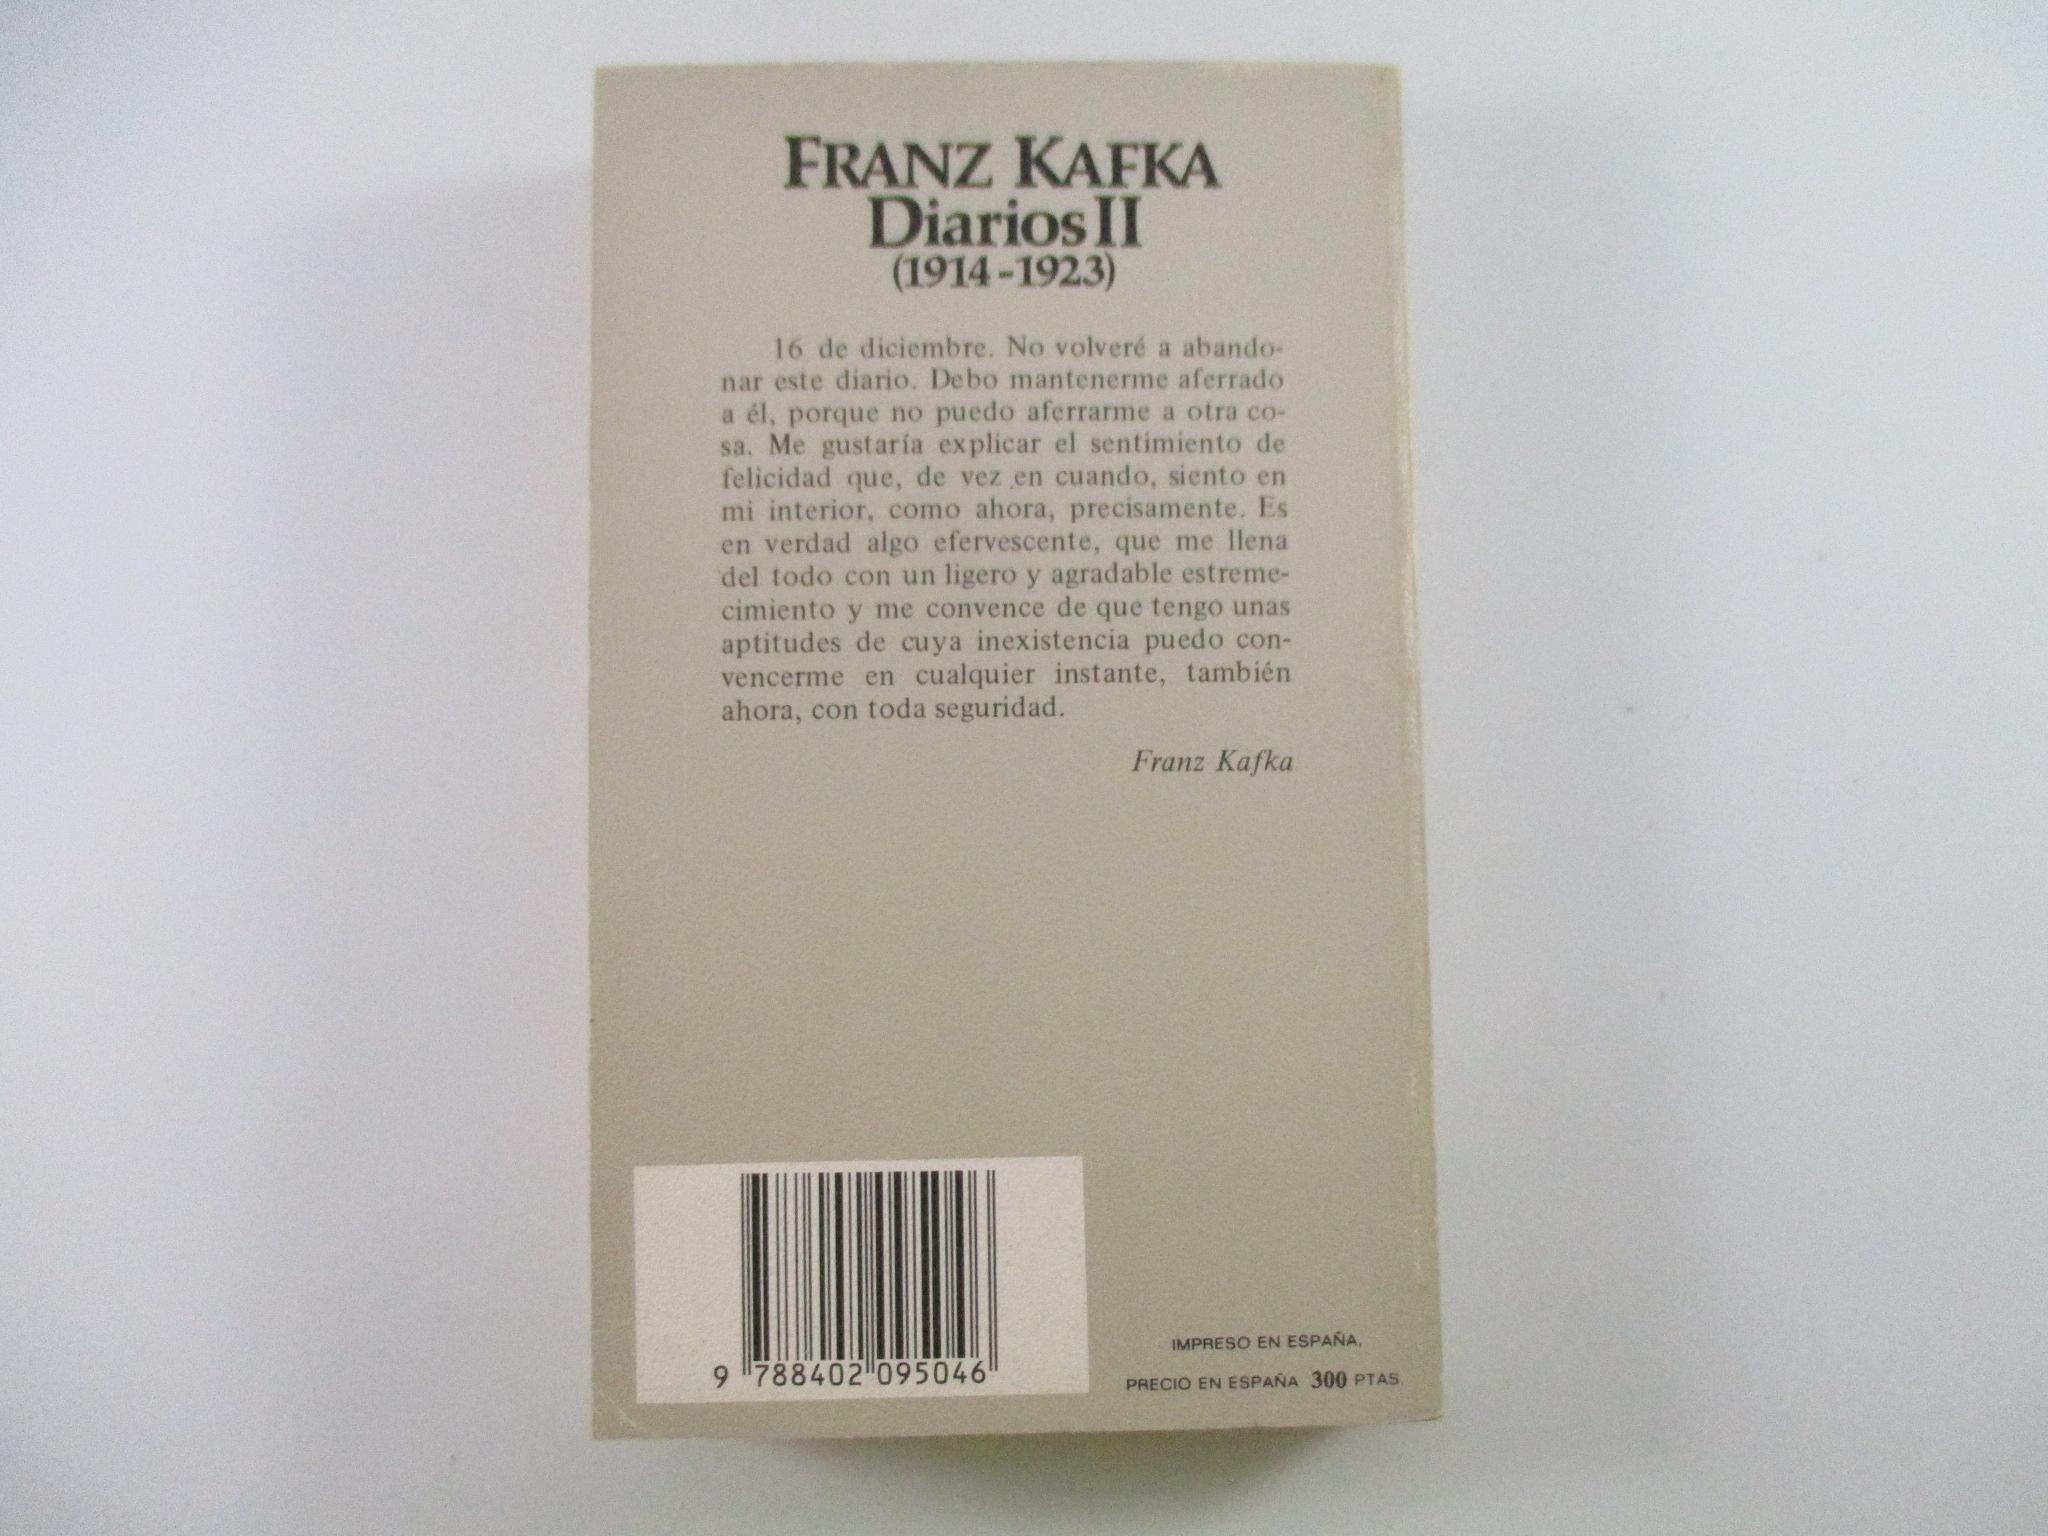 FRANZ KAFKA
Diarios II
(1914-1923)
16 de diciembre. No volveré a abando-
nar este diario. Debo mantenerme aferrado
a él, porque no puedo aferrarme a otra co-
sa. Me gustaría explicar el sentimiento de
felicidad que, de vez en cuando, siento en
mi interior, como ahora, precisamente. Es
en verdad algo efervescente, que me llena
del todo con un ligero y agradable estreme-
cimiento y me convence de que tengo unas
aptitudes de cuya inexistencia puedo con-
vencerme en cualquier instante, también
ahora, con toda seguridad.
Franz Kafka
9 788402 095046
IMPRESO EN ESPAÑA.
PRECIO EN ESPAÑA 300 PTAS.